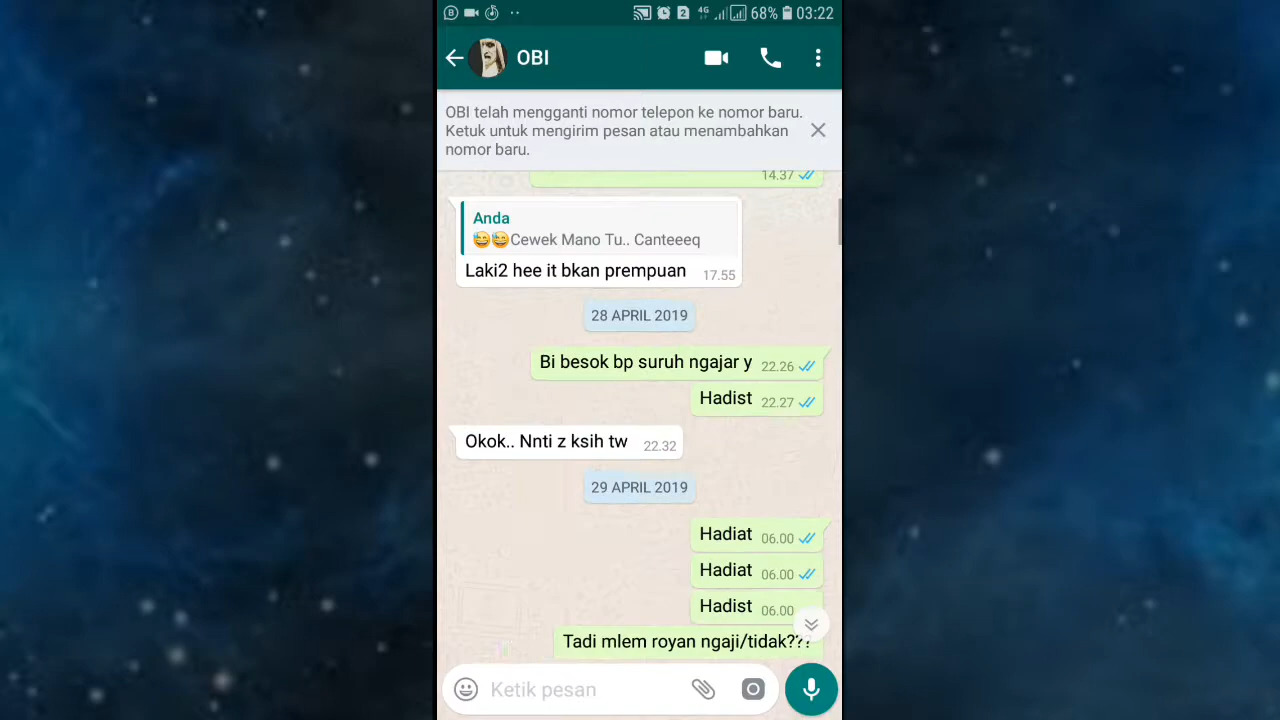 68% 03:22
OBI
OBI telah mengganti nomor telepon ke nomor baru.
Ketuk untuk mengirim pesan atau menambahkan
nomor baru.
14.37
Anda
😅😅Cewek Mano Tu.. Canteeeq
Laki2 hee it bkan prempuan 17.55
28 APRIL 2019
Bi besok bp suruh ngajar y 22.26
Hadist 22.27
Okok.. Nnti z ksih tw 22.32
29 APRIL 2019
Hadiat 06.00
Hadiat 06.00
Hadist 06.00
Tadi mlem royan ngaji/tidak???
Ketik pesan